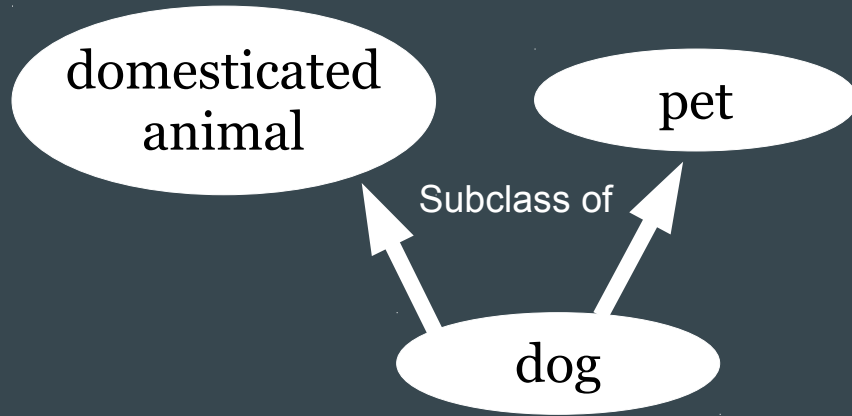 domesticated
animal
pet
Subclass of
dog